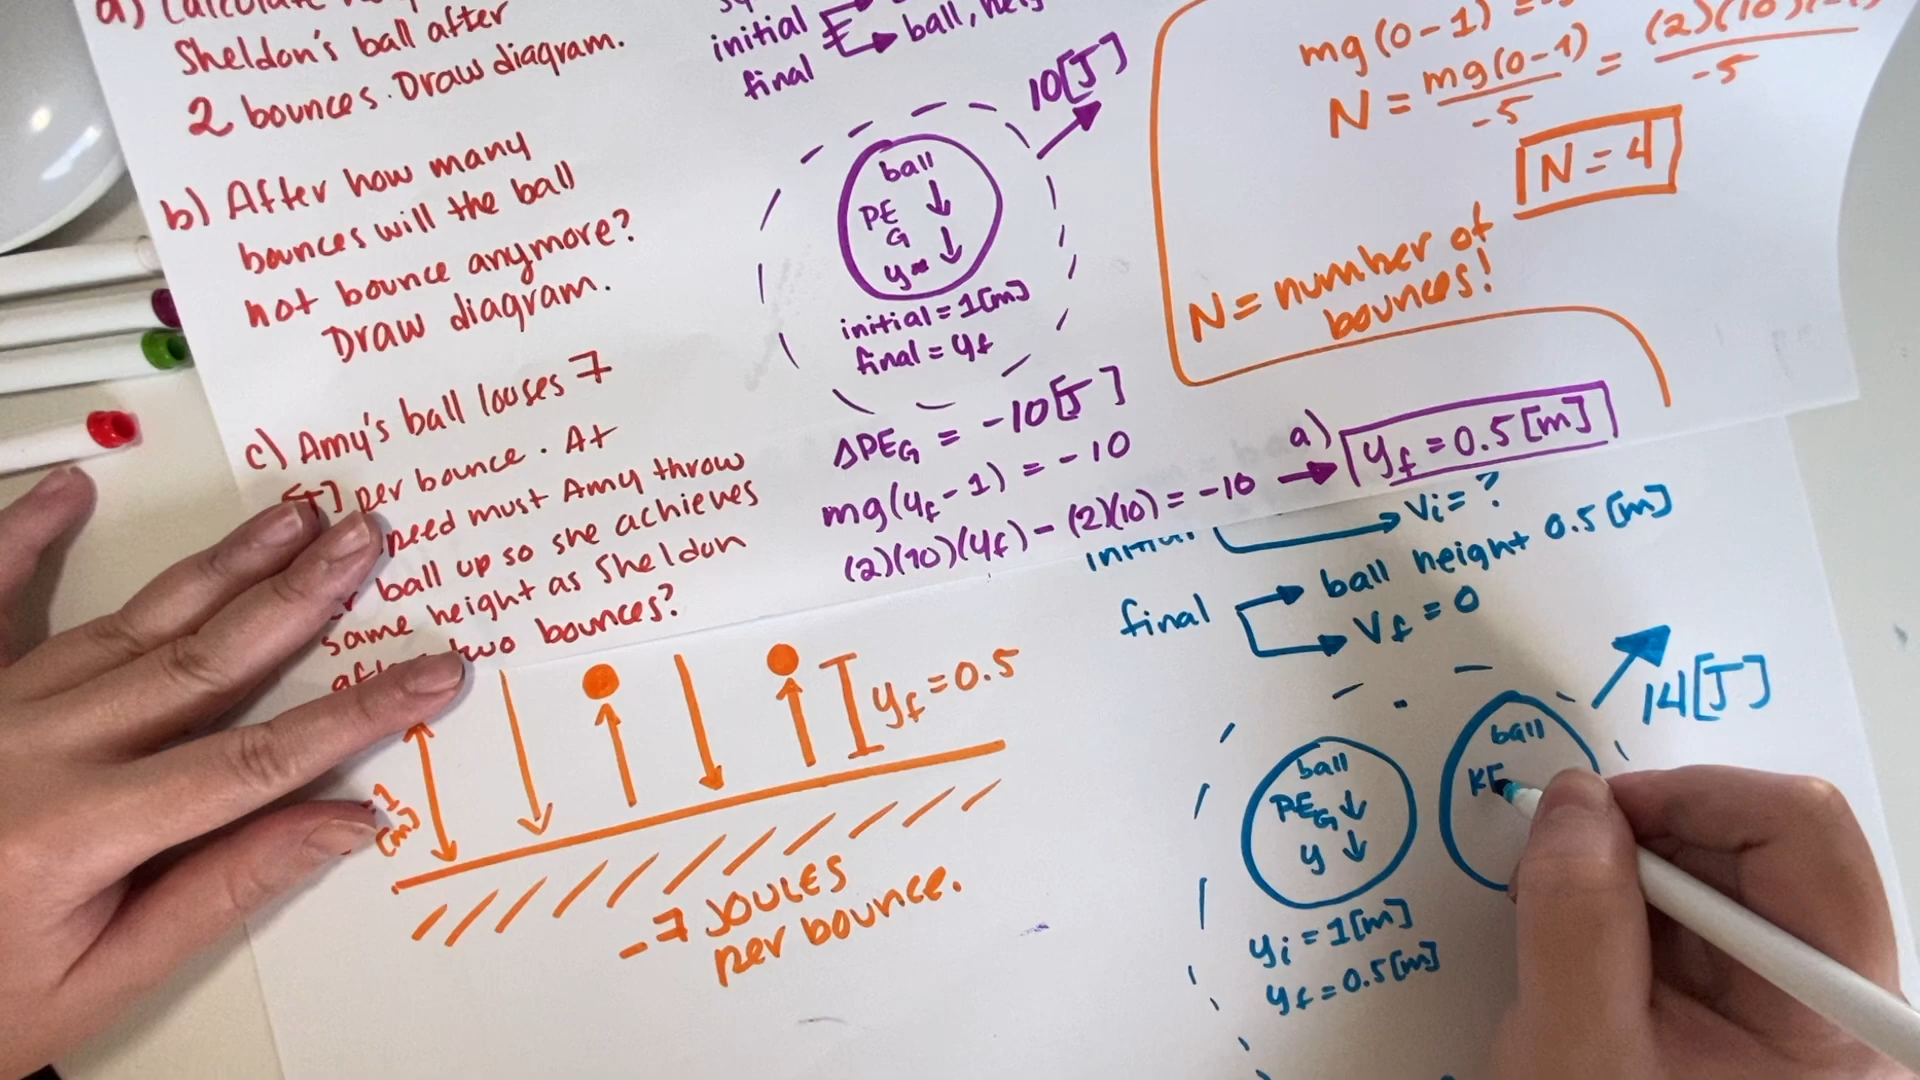 a) Calculate
Sheldon's ball after
2 bounces. Draw diagram.
b) After how many
bounces will the ball
not bounce anymore?
Draw diagram.
c) Amy's ball looses 7
[J] per bounce. At
need must Amy throw
ball up so she achieves
same height as Sheldon
two bounces?
initial
final
ball,
10[J]
ball ↓
PE
G ↓
y
initial = 1[m]
final = yf
ΔPEG = -10[J]
mg(yf - 1) = -10
(2)(10)(yf) - (2)(10) = -10 → a) yf = 0.5[m]
mg(0-1) =
N = mg(0-1)/-5 = (2)(10)/-5
N = 4
N = number of
bounces!
initial
Vi = ?
final
ball height 0.5[m]
Vf = 0
14[J]
ball
PEG ↓
y ↓
yi = 1[m]
yf = 0.5[m]
ball
KE
yf = 0.5
1
[m]
-7 JOULES
per bounce.